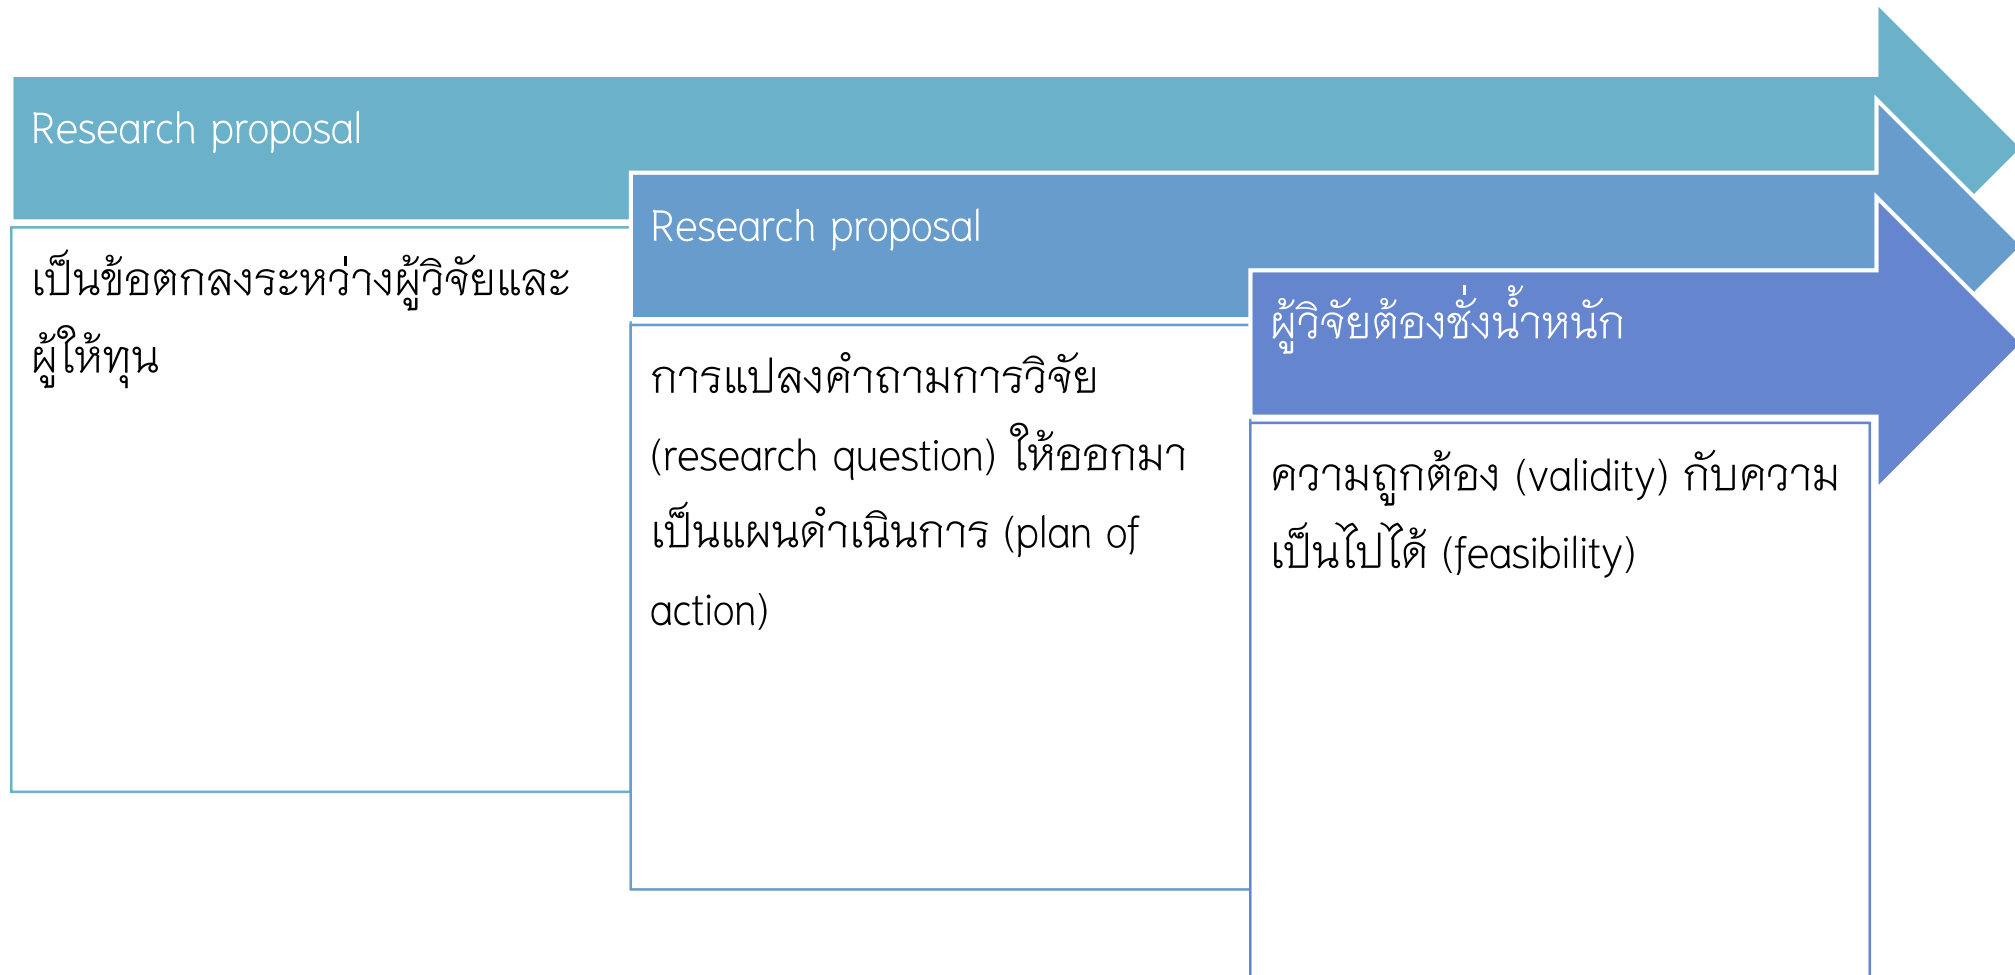 Research proposal
เป็นข้อตกลงระหว่างผู้วิจัยและ
ผู้ให้ทุน
Research proposal
การแปลงคำถามการวิจัย
(research question) ให้ออกมา
เป็นแผนดำเนินการ (plan of
action)
ผู้วิจัยต้องชั่งน้ำหนัก
ความถูกต้อง (validity) กับความ
เป็นไปได้ (feasibility)